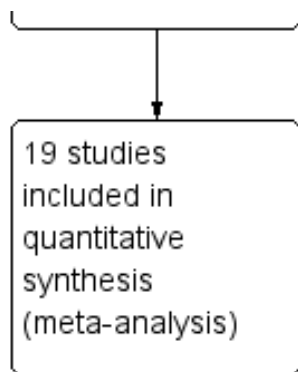 19 studies
included in
quantitative
synthesis
(meta-analysis)